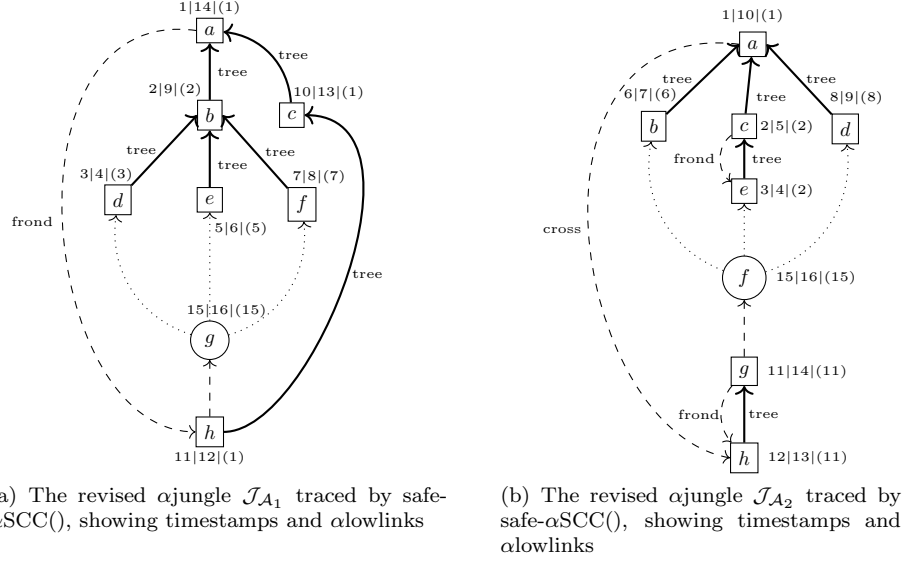 1|14|(1)
a
tree
tree
2|9|(2)
b
10|13|(1)
c
tree
tree
tree
3|4|(3)
d
e
7|8|(7)
f
5|6|(5)
frond
tree
15|16|(15)
g
h
11|12|(1)
a) The revised αjungle 𝒥𝒜₁ traced by safe-
αSCC(), showing timestamps and αlowlinks
1|10|(1)
a
tree
tree
tree
6|7|(6)
b
c
2|5|(2)
8|9|(8)
d
frond
tree
e
3|4|(2)
cross
f
15|16|(15)
g
11|14|(11)
frond
tree
h
12|13|(11)
(b) The revised αjungle 𝒥𝒜₂ traced by
safe-αSCC(), showing timestamps and
αlowlinks